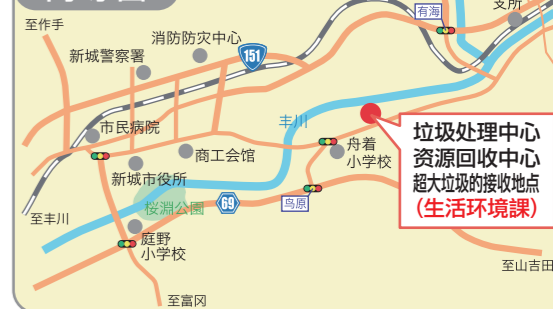 支所
有海
至作手
消防防灾中心
新城警察署
151
丰川
市民病院
商工会馆
舟着
小学校
垃圾处理中心
资源回收中心
超大垃圾的接收地点
（生活环境課）
新城市役所
69
鸟原
桜淵公園
至丰川
庭野
小学校
至山吉田
至富冈